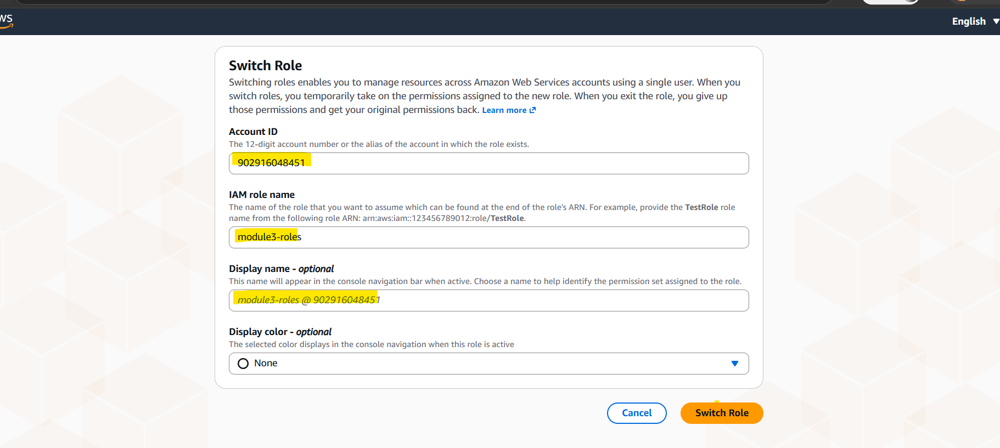 ws
English
Switch Role
Switching roles enables you to manage resources across Amazon Web Services accounts using a single user. When you
switch roles, you temporarily take on the permissions assigned to the new role. When you exit the role, you give up
those permissions and get your original permissions back. Learn more
Account ID
The 12-digit account number or the alias of the account in which the role exists.
902916048451
IAM role name
The name of the role that you want to assume which can be found at the end of the role's ARN. For example, provide the TestRole role
name from the following role ARN: arn:aws:iam::123456789012:role/TestRole.
module3-roles
Display name - optional
This name will appear in the console navigation bar when active. Choose a name to help identify the permission set assigned to the role.
module3-roles @ 902916048451
Display color - optional
The selected color displays in the console navigation when this role is active
None
Cancel
Switch Role